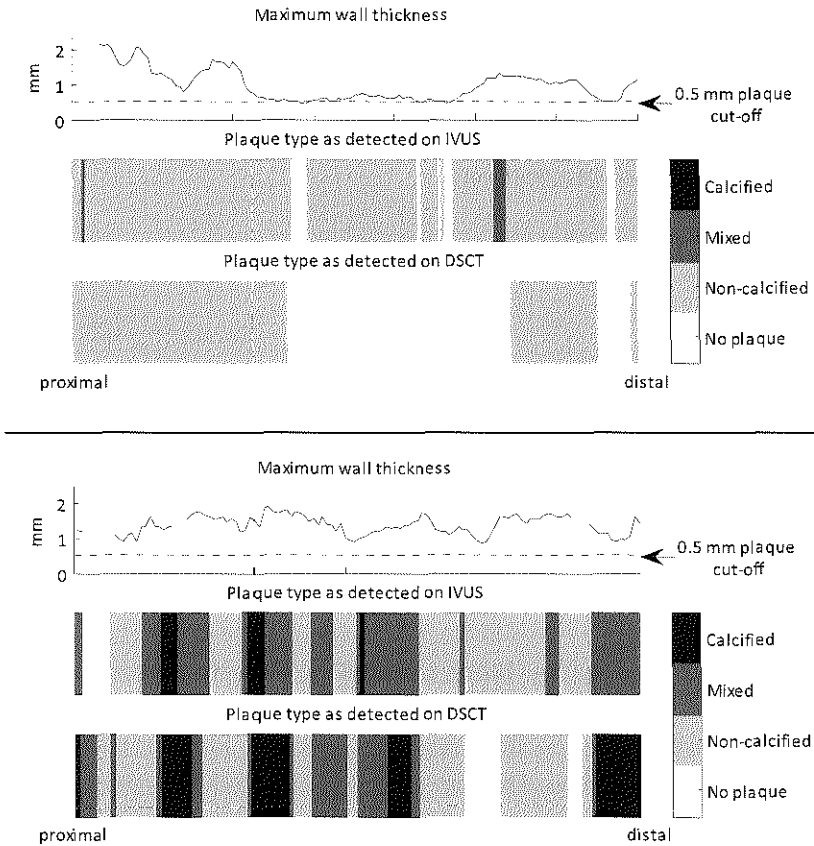 Maximum wall thickness
2
1
0
mm
0.5 mm plaque
cut-off
Plaque type as detected on IVUS
Calcified
Mixed
Non-calcified
No plaque
Plaque type as detected on DSCT
proximal
distal
Maximum wall thickness
2
1
0
mm
0.5 mm plaque
cut-off
Plaque type as detected on IVUS
Calcified
Mixed
Non-calcified
No plaque
Plaque type as detected on DSCT
proximal
distal